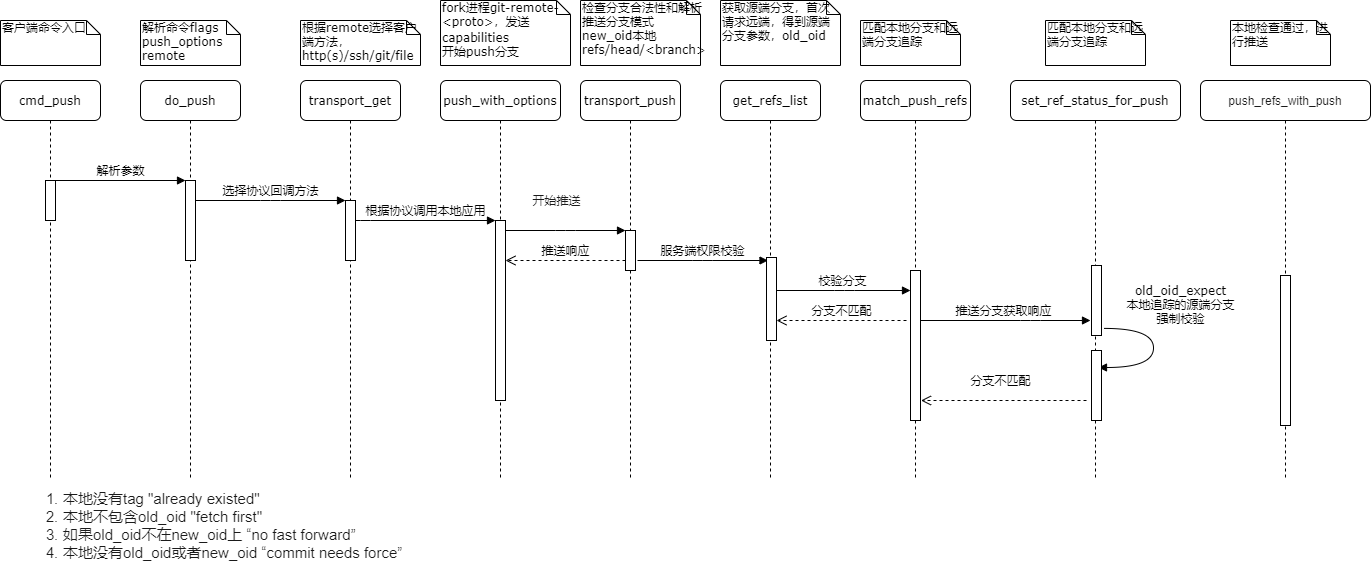 客户端命令入口
解析命令flags
push_options
remote
根据remote选择客户
端方法，
http(s)/ssh/git/file
fork进程git-remote-
<proto>，发送
capabilities
开始push分支
检查分支合法性和解析
推送分支模式
new_oid本地
refs/head/<branch>
获取源端分支，首次
请求远端，得到源端
分支参数，old_oid
匹配本地分支和远
端分支追踪
匹配本地分支和远
端分支追踪
本地检查通过，进
行推送
cmd_push
do_push
transport_get
push_with_options
transport_push
get_refs_list
match_push_refs
set_ref_status_for_push
push_refs_with_push
解析参数
选择协议回调方法
根据协议调用本地应用
开始推送
推送响应
服务端权限校验
校验分支
分支不匹配
推送分支获取响应
old_oid_expect
本地追踪的源端分支
强制校验
分支不匹配
1. 本地没有tag "already existed"
2. 本地不包含old_oid "fetch first"
3. 如果old_oid不在new_oid上 “no fast forward”
4. 本地没有old_oid或者new_oid “commit needs force”